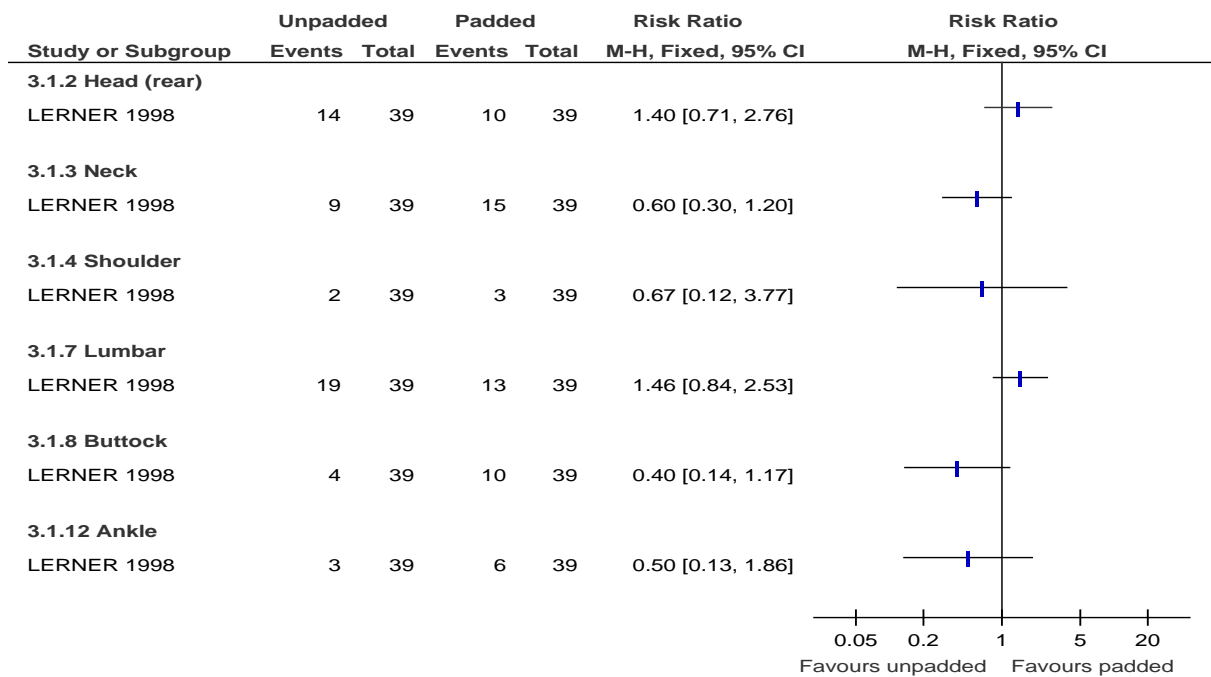 Unpadded Padded Risk Ratio Risk Ratio
Study or Subgroup Events Total Events Total M-H, Fixed, 95% CI M-H, Fixed, 95% CI
3.1.2 Head (rear)
LERNER 1998 14 39 10 39 1.40 [0.71, 2.76]
3.1.3 Neck
LERNER 1998 9 39 15 39 0.60 [0.30, 1.20]
3.1.4 Shoulder
LERNER 1998 2 39 3 39 0.67 [0.12, 3.77]
3.1.7 Lumbar
LERNER 1998 19 39 13 39 1.46 [0.84, 2.53]
3.1.8 Buttock
LERNER 1998 4 39 10 39 0.40 [0.14, 1.17]
3.1.12 Ankle
LERNER 1998 3 39 6 39 0.50 [0.13, 1.86]
0.05 0.2 1 5 20
Favours unpadded Favours padded